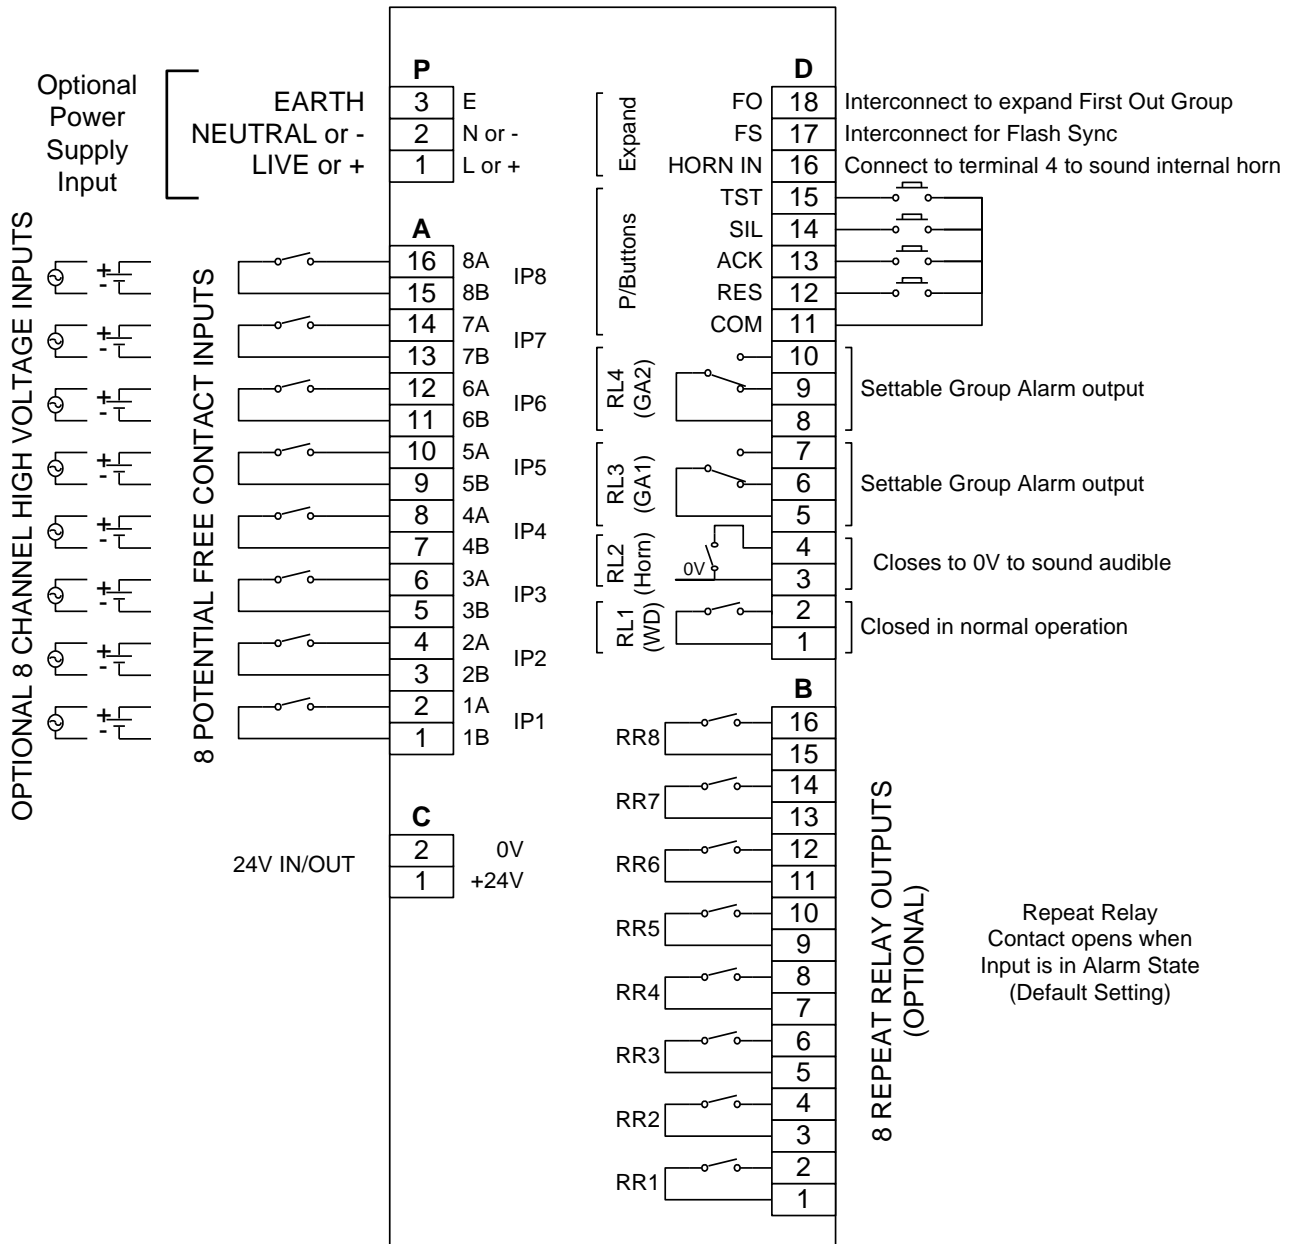 Optional
Power
Supply
Input
EARTH
NEUTRAL or -
LIVE or +
P
3 E
2 N or -
1 L or +
OPTIONAL 8 CHANNEL HIGH VOLTAGE INPUTS
+
-
+
-
+
-
+
-
+
-
+
-
+
-
+
-
8 POTENTIAL FREE CONTACT INPUTS
A
16 8A
15 8B
IP8
14 7A
13 7B
IP7
12 6A
11 6B
IP6
10 5A
9 5B
IP5
8 4A
7 4B
IP4
6 3A
5 3B
IP3
4 2A
3 2B
IP2
2 1A
1 1B
IP1
24V IN/OUT
C
2 0V
1 +24V
D
Expand
FO 18 Interconnect to expand First Out Group
FS 17 Interconnect for Flash Sync
HORN IN 16 Connect to terminal 4 to sound internal horn
P/Buttons
TST 15
SIL 14
ACK 13
RES 12
COM 11
RL4
(GA2)
10
9
8
Settable Group Alarm output
RL3
(GA1)
7
6
5
Settable Group Alarm output
RL2
(Horn)
0V
4
3
Closes to 0V to sound audible
RL1
(WD)
2
1
Closed in normal operation
B
RR8
16
15
RR7
14
13
RR6
12
11
RR5
10
9
RR4
8
7
RR3
6
5
RR2
4
3
RR1
2
1
8 REPEAT RELAY OUTPUTS
(OPTIONAL)
Repeat Relay
Contact opens when
Input is in Alarm State
(Default Setting)